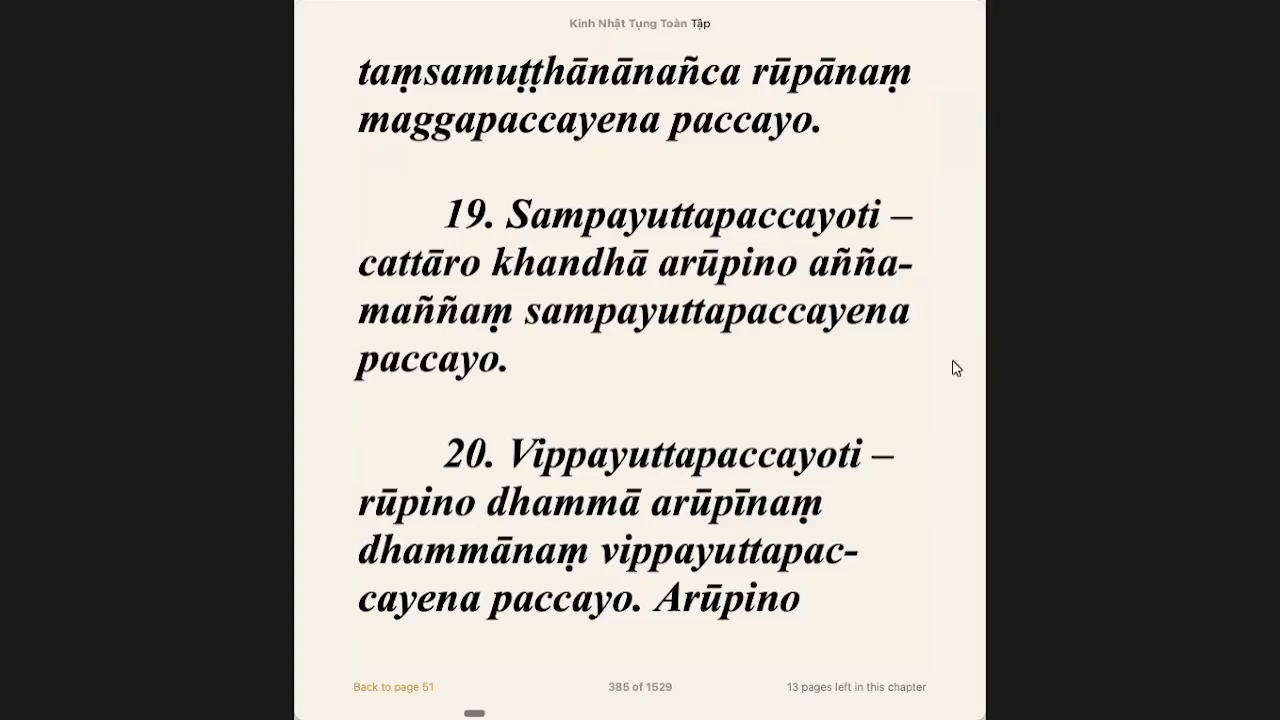 Kinh Nhật Tụng Toàn Tập
taṃsamuṭṭhānānañca rūpānaṃ
maggapaccayena paccayo.
19. Sampayuttapaccayoti –
cattāro khandhā arūpino añña-
maññaṃ sampayuttapaccayena
paccayo.
20. Vippayuttapaccayoti –
rūpino dhammā arūpīnaṃ
dhammānaṃ vippayuttapac-
cayena paccayo. Arūpino
Back to page 51
385 of 1529
13 pages left in this chapter